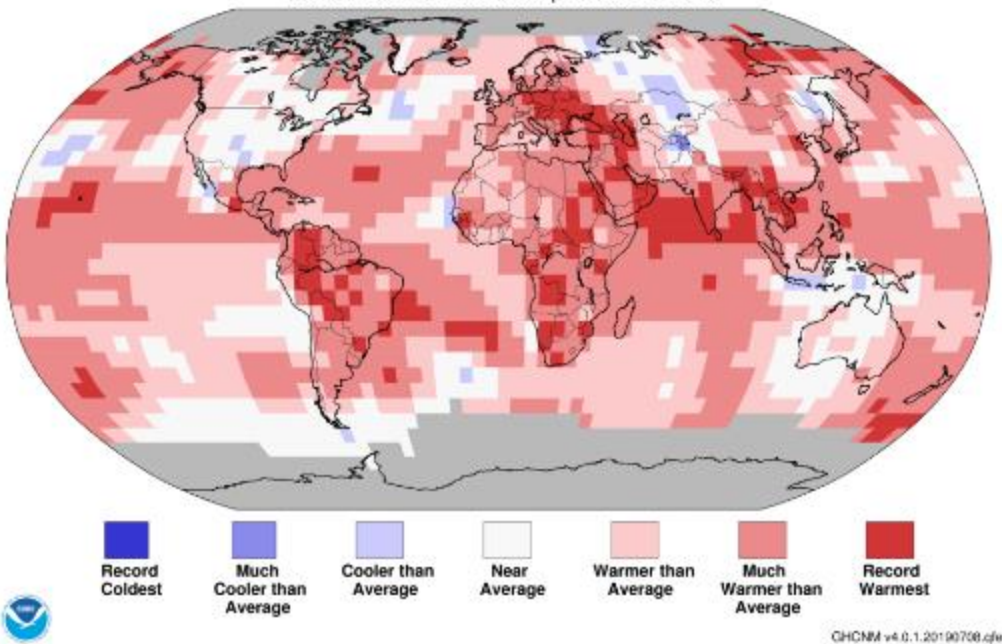 Record
Coldest
Much
Cooler than
Average
Cooler than
Average
Near
Average
Warmer than
Average
Much
Warmer than
Average
Record
Warmest
GHCNM v4.0.1.20190708.qfe